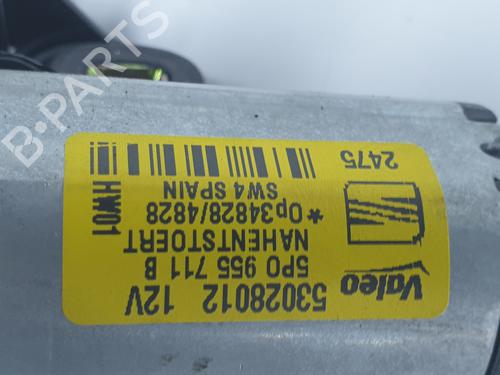 Valeo
53028012 12V
5P0 955 711 B
NAHENTSTOERT
*Op34828/4828
SW4 SPAIN
HW01
2475
B-PARTS